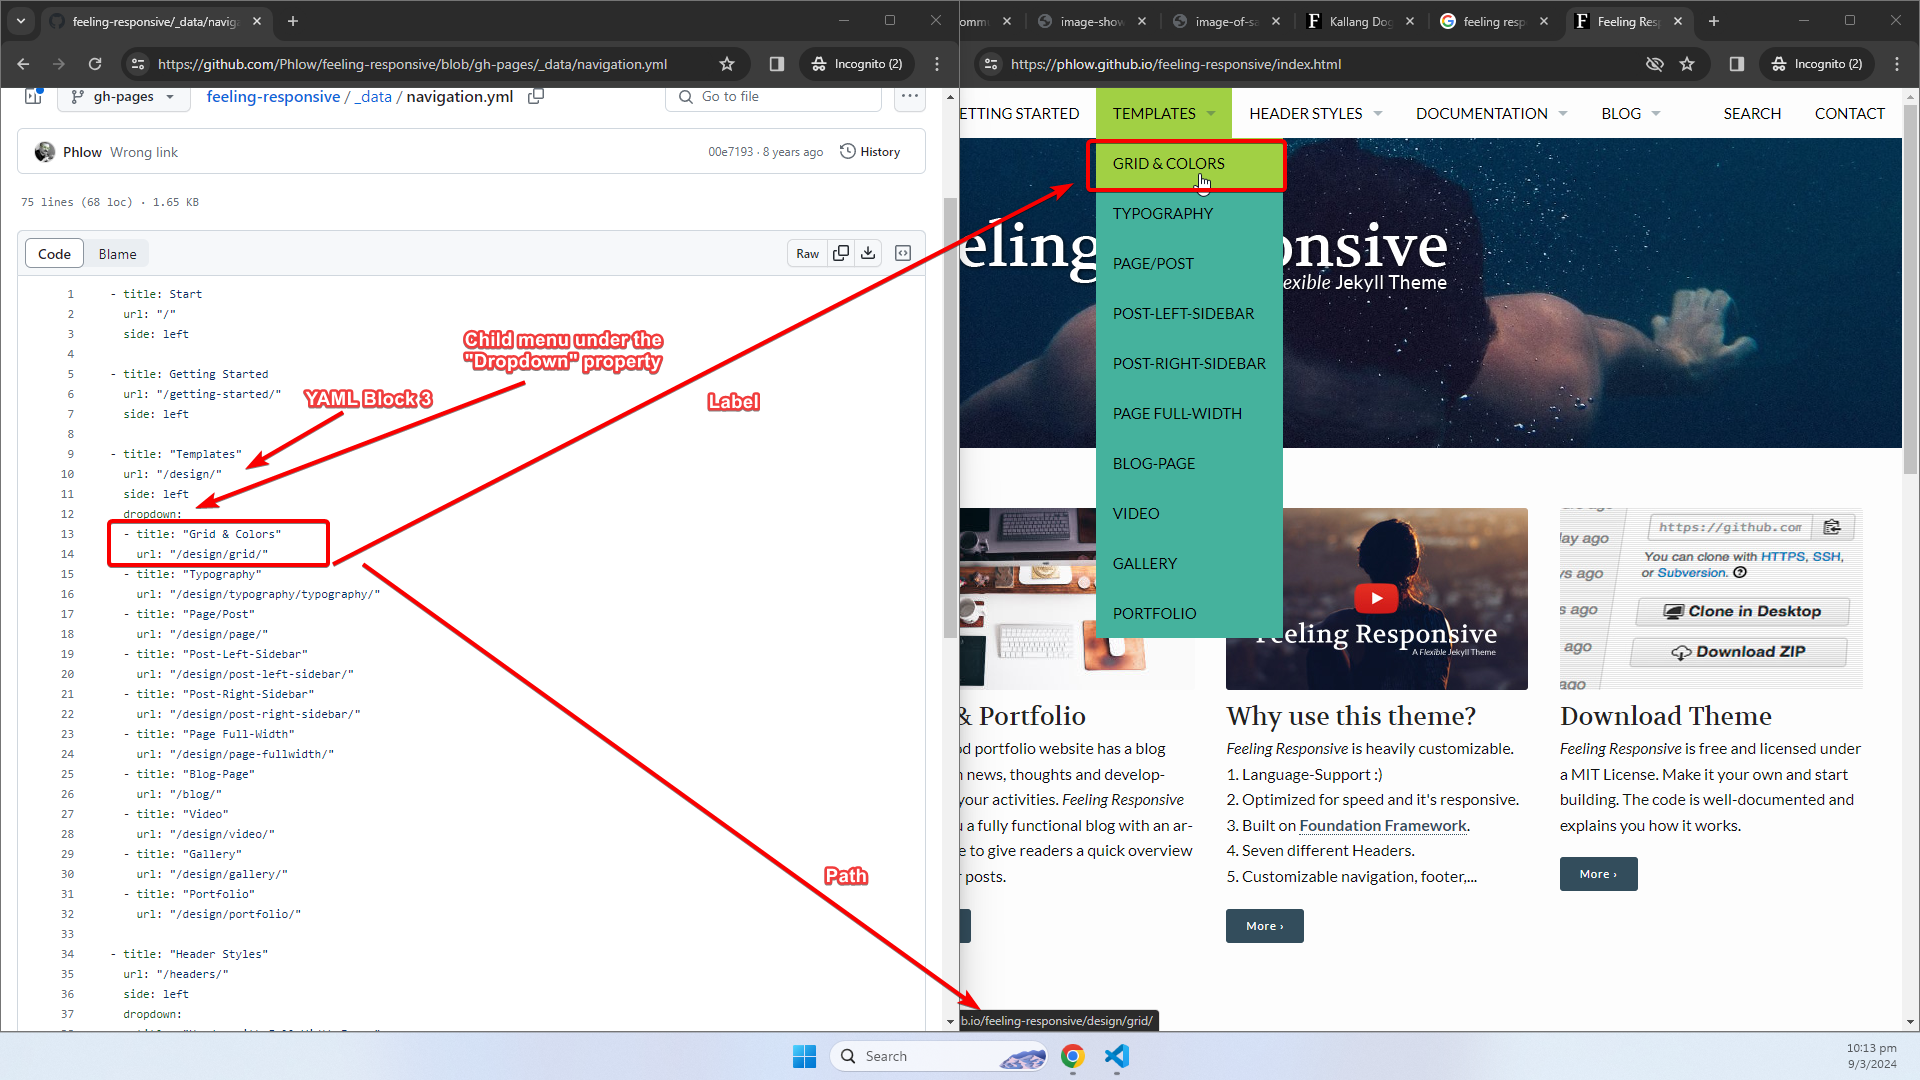 feeling-responsive/_data/naviga
https://github.com/Phlow/feeling-responsive/blob/gh-pages/_data/navigation.yml
Incognito (2)
gh-pages
feeling-responsive / _data / navigation.yml
Go to file
Phlow Wrong link
00e7193 · 8 years ago
History
75 lines (68 loc) · 1.65 KB
Code
Blame
Raw
1 - title: Start
2 url: "/"
3 side: left
4
5 - title: Getting Started
6 url: "/getting-started/"
7 side: left
8
9 - title: "Templates"
10 url: "/design/"
11 side: left
12 dropdown:
13 - title: "Grid & Colors"
14 url: "/design/grid/"
15 - title: "Typography"
16 url: "/design/typography/typography/"
17 - title: "Page/Post"
18 url: "/design/page/"
19 - title: "Post-Left-Sidebar"
20 url: "/design/post-left-sidebar/"
21 - title: "Post-Right-Sidebar"
22 url: "/design/post-right-sidebar/"
23 - title: "Page Full-Width"
24 url: "/design/page-fullwidth/"
25 - title: "Blog-Page"
26 url: "/blog/"
27 - title: "Video"
28 url: "/design/video/"
29 - title: "Gallery"
30 url: "/design/gallery/"
31 - title: "Portfolio"
32 url: "/design/portfolio/"
33
34 - title: "Header Styles"
35 url: "/headers/"
36 side: left
37 dropdown:
Child menu under the
"Dropdown" property
YAML Block 3
Label
Path
image-show
image-of-sa
Kallang Dog
feeling resp
Feeling Res
https://phlow.github.io/feeling-responsive/index.html
Incognito (2)
ETTING STARTED
TEMPLATES
HEADER STYLES
DOCUMENTATION
BLOG
SEARCH
CONTACT
GRID & COLORS
TYPOGRAPHY
PAGE/POST
POST-LEFT-SIDEBAR
POST-RIGHT-SIDEBAR
PAGE FULL-WIDTH
BLOG-PAGE
VIDEO
GALLERY
PORTFOLIO
eling
onsive
exible Jekyll Theme
Feeling Responsive
A Flexible Jekyll Theme
https://github.com
day ago
You can clone with HTTPS, SSH,
or Subversion.
s ago
Clone in Desktop
ago
Download ZIP
ago
& Portfolio
od portfolio website has a blog
n news, thoughts and develop-
your activities. Feeling Responsive
u a fully functional blog with an ar-
e to give readers a quick overview
r posts.
Why use this theme?
Feeling Responsive is heavily customizable.
1. Language-Support :)
2. Optimized for speed and it's responsive.
3. Built on Foundation Framework.
4. Seven different Headers.
5. Customizable navigation, footer,...
More ›
Download Theme
Feeling Responsive is free and licensed under
a MIT License. Make it your own and start
building. The code is well-documented and
explains you how it works.
More ›
b.io/feeling-responsive/design/grid/
Search
10:13 pm
9/3/2024